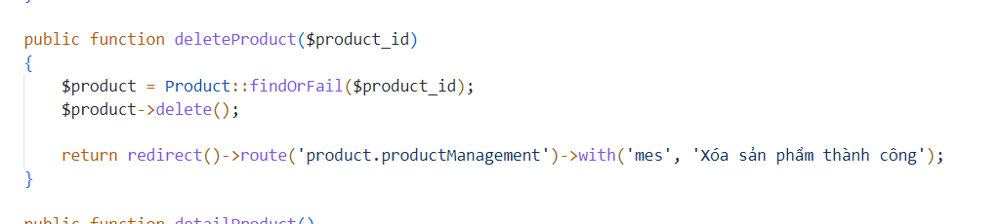 }
public function deleteProduct($product_id)
{
$product = Product::findOrFail($product_id);
$product->delete();
return redirect()->route('product.productManagement')->with('mes', 'Xóa sản phẩm thành công');
}
public function detailProduct()